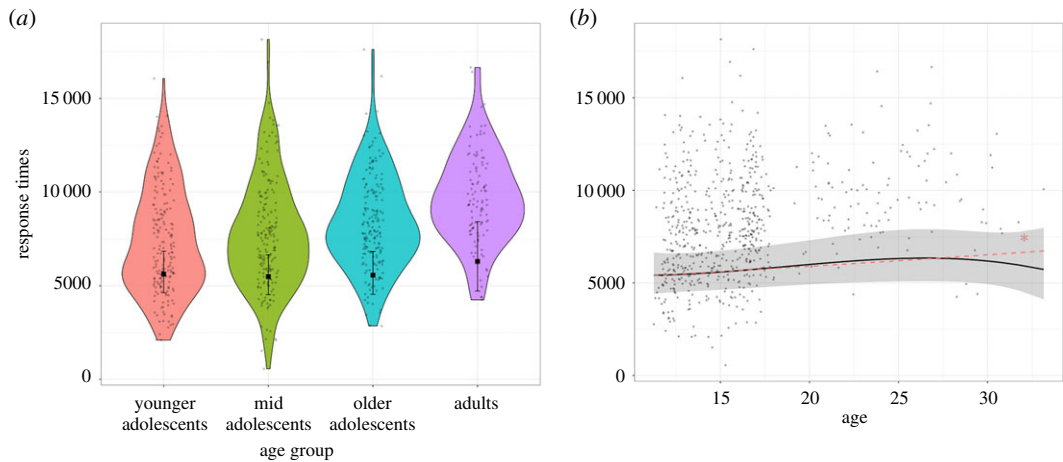 (a)
response times
15 000
10 000
5000
0
younger adolescents
mid adolescents
older adolescents
adults
age group
(b)
15 000
10 000
5000
0
*
15
20
25
30
age